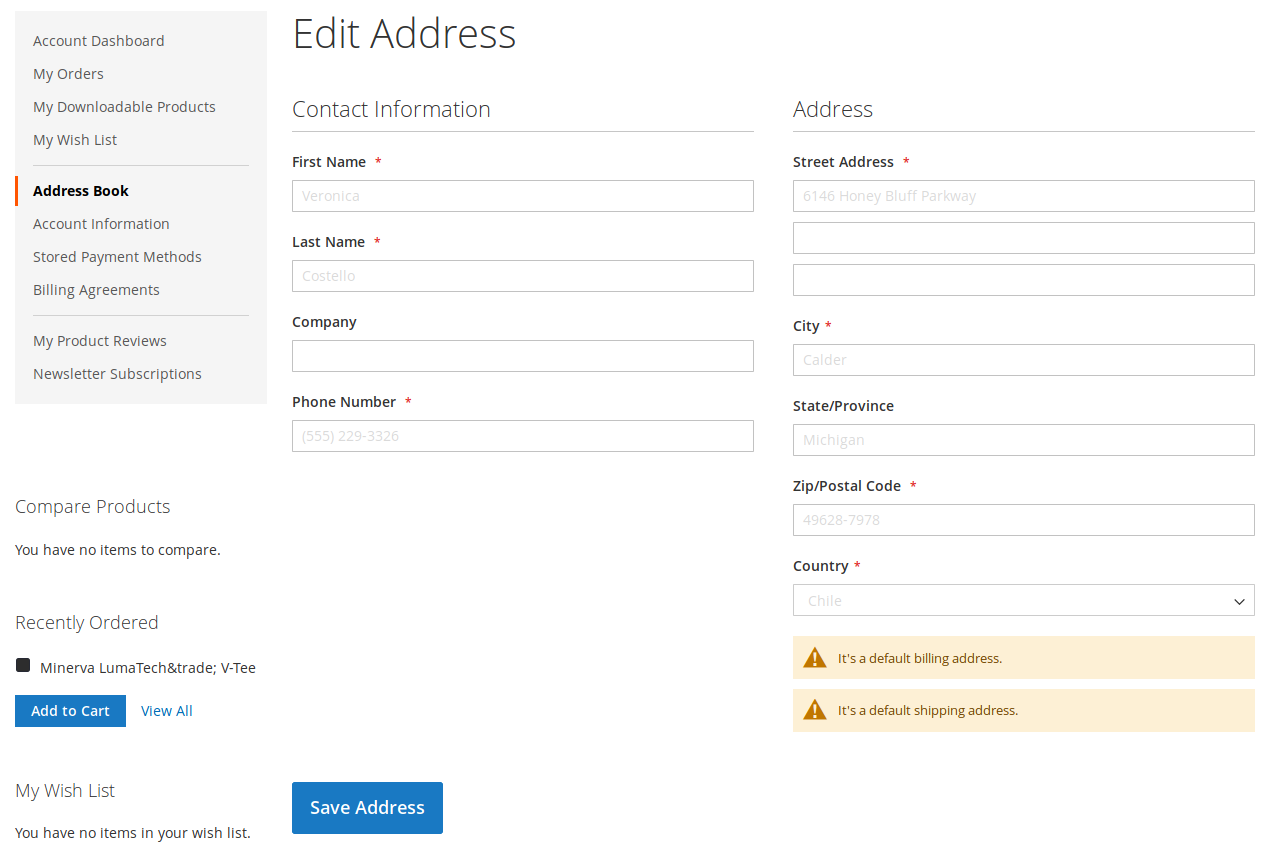 Account Dashboard
My Orders
My Downloadable Products
My Wish List
Address Book
Account Information
Stored Payment Methods
Billing Agreements
My Product Reviews
Newsletter Subscriptions
Compare Products
You have no items to compare.
Recently Ordered
Minerva LumaTech&trade; V-Tee
Add to Cart View All
My Wish List
You have no items in your wish list.
Edit Address
Contact Information
First Name *
Veronica
Last Name *
Costello
Company
Phone Number *
(555) 229-3326
Address
Street Address *
6146 Honey Bluff Parkway
City *
Calder
State/Province
Michigan
Zip/Postal Code *
49628-7978
Country *
Chile
It's a default billing address.
It's a default shipping address.
Save Address